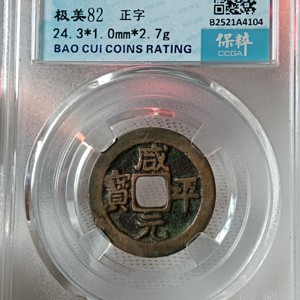 极美82 正字
24.3*1.0mm*2.7g
BAO CUI COINS RATING
B2521A4104
保粹
CCGA
咸平元寶